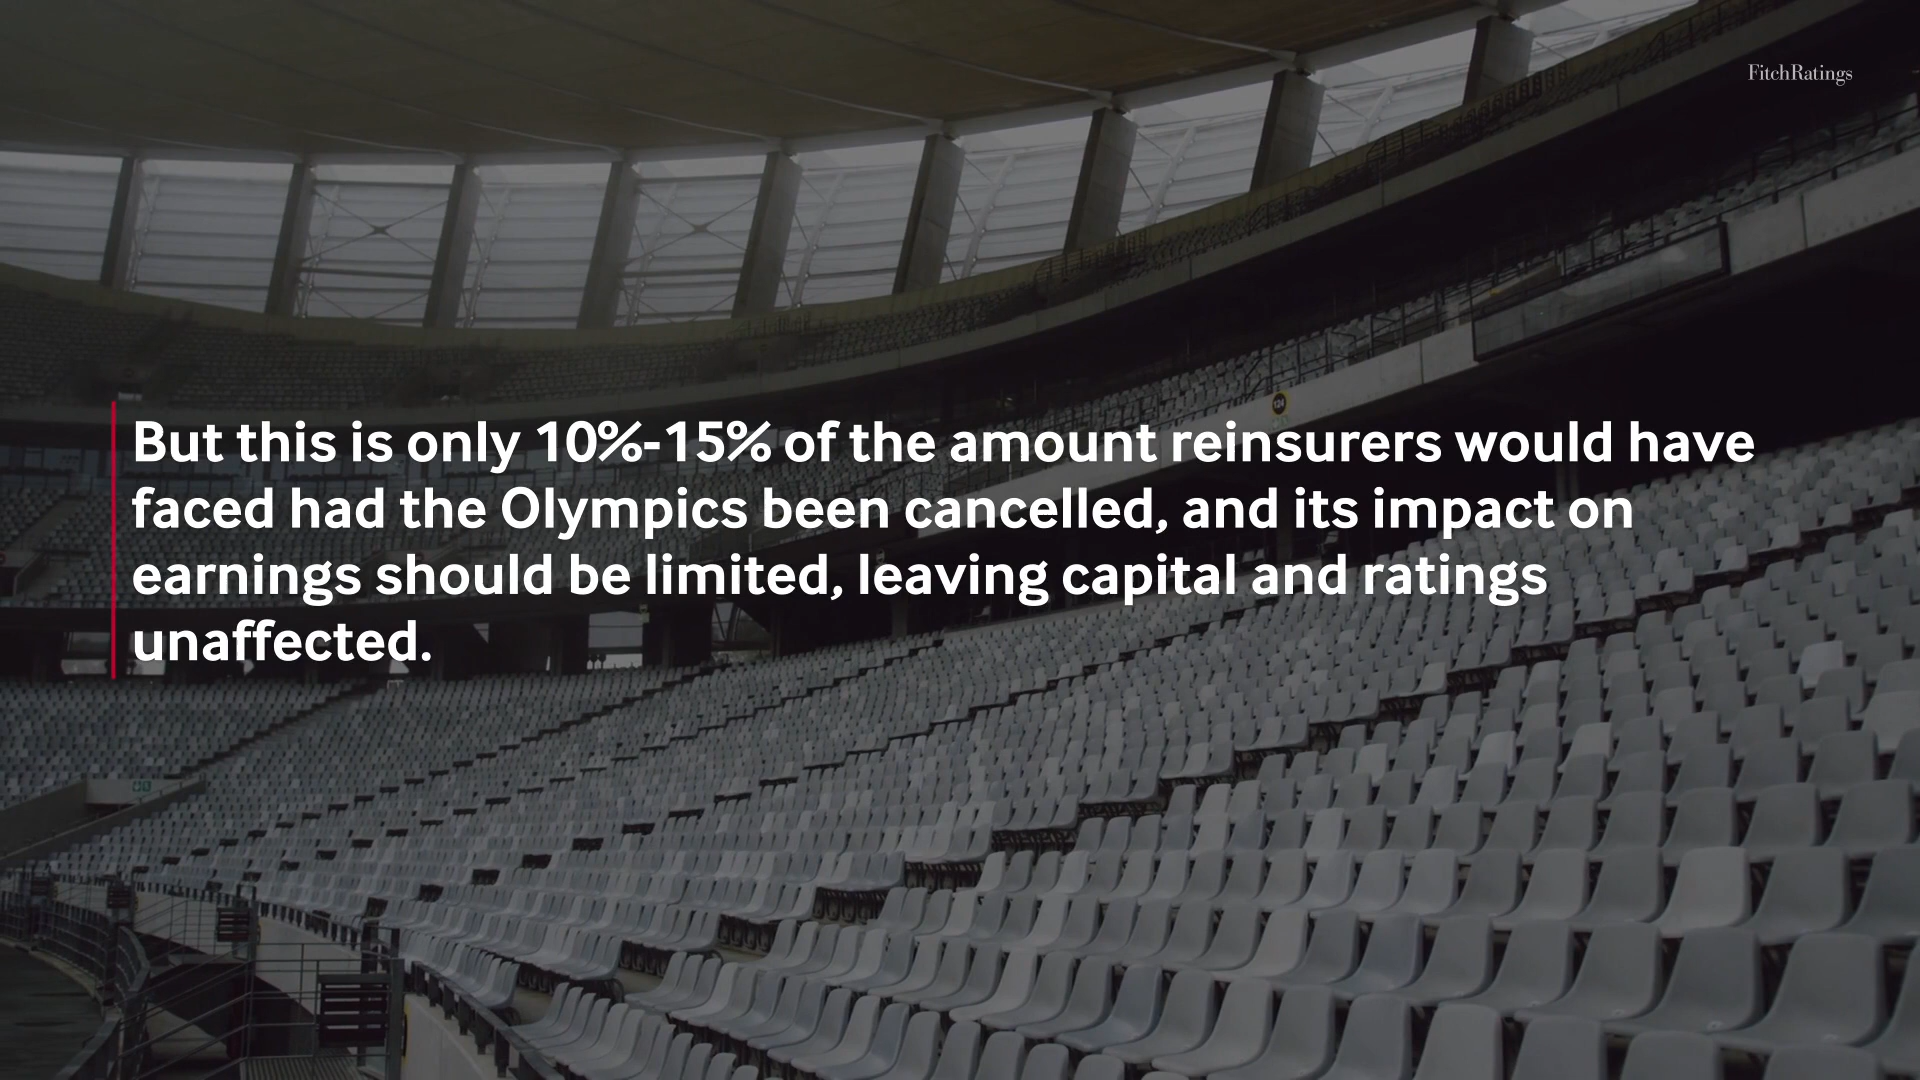 FitchRatings
124
But this is only 10%-15% of the amount reinsurers would have
faced had the Olympics been cancelled, and its impact on
earnings should be limited, leaving capital and ratings
unaffected.